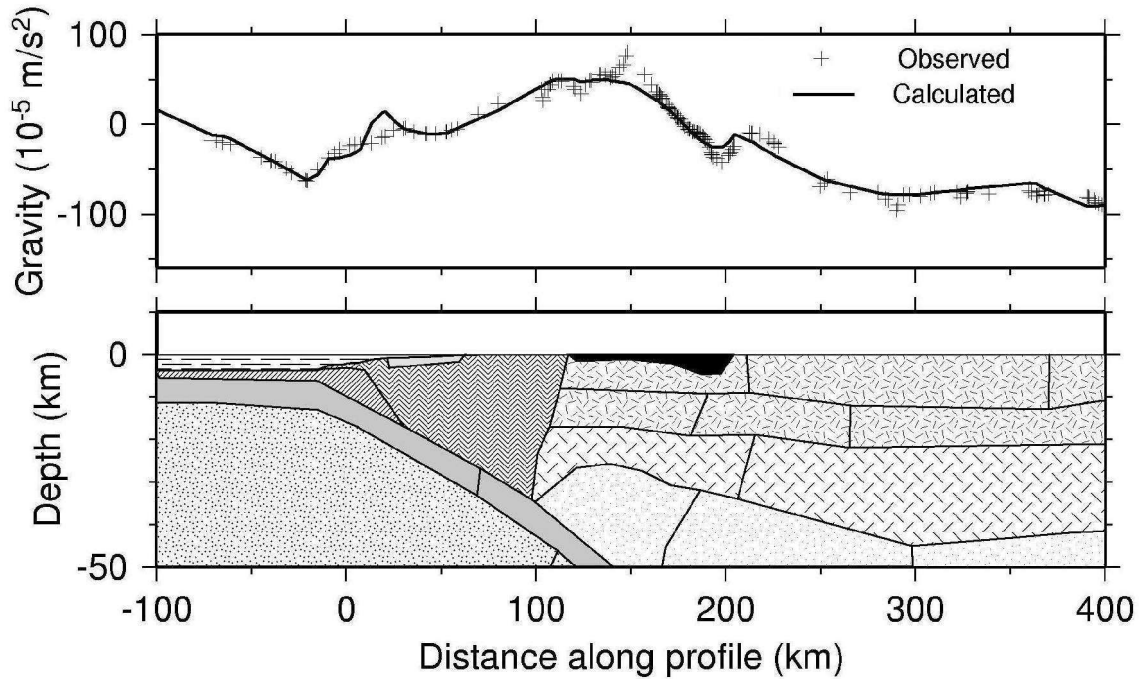 Gravity (10-5 m/s2)
100
0
-100
Observed
Calculated
Depth (km)
0
-50
-100 0 100 200 300 400
Distance along profile (km)